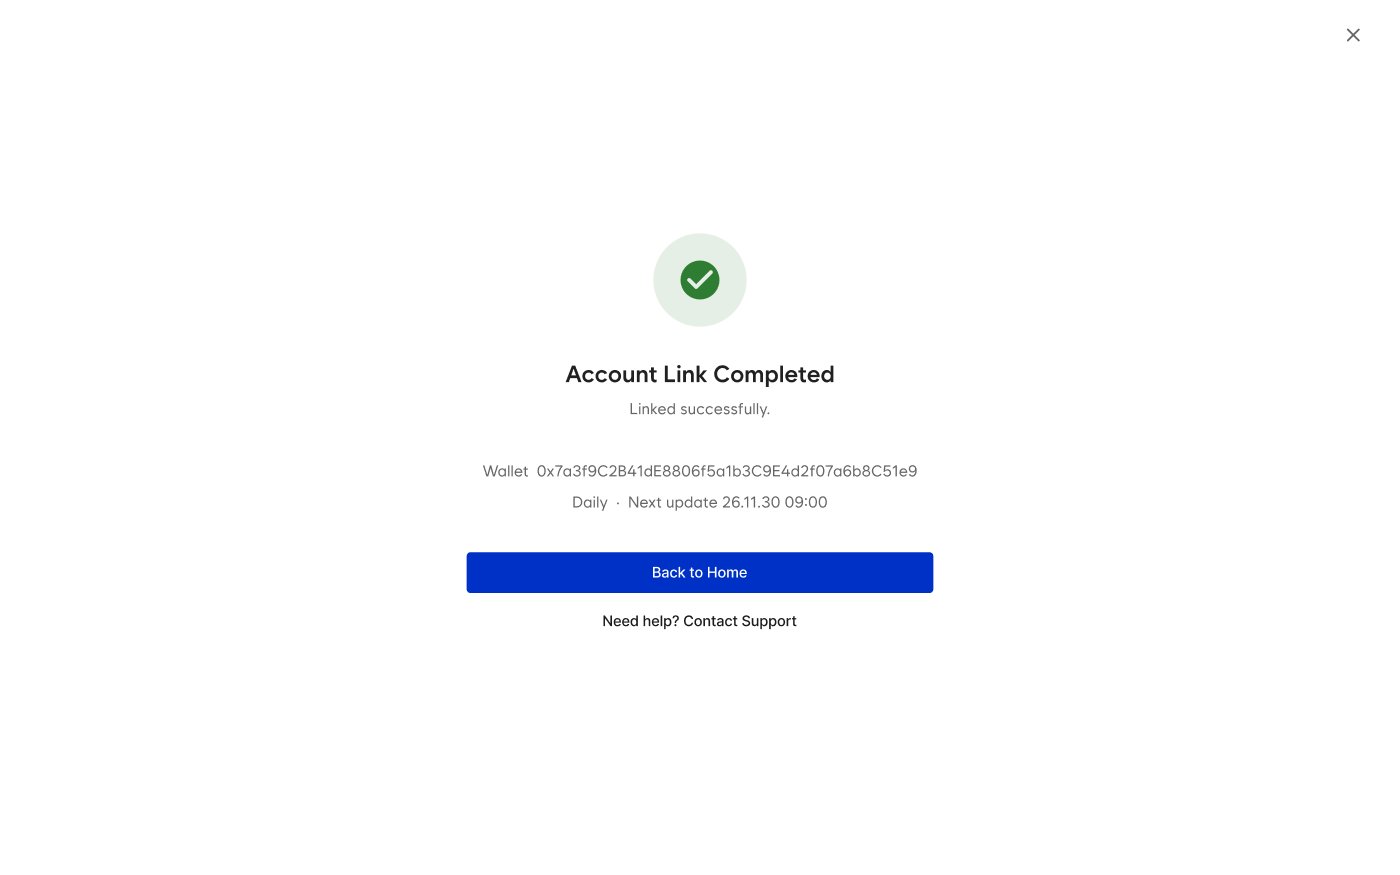 Account Link Completed
Linked successfully.
Wallet 0x7a3f9C2B41dE8806f5a1b3C9E4d2f07a6b8C51e9
Daily · Next update 26.11.30 09:00
Back to Home
Need help? Contact Support